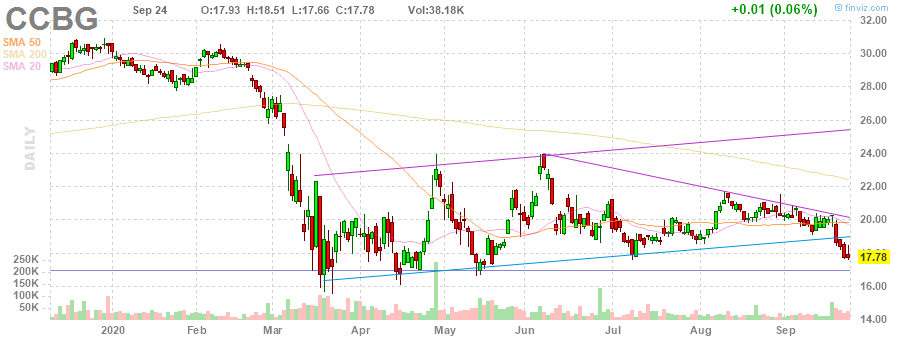 CCBG Sep 24 O:17.93 H:18.51 L:17.66 C:17.78 Vol:38.18K +0.01 (0.06%) © finviz.com
SMA 50
SMA 200
SMA 20
DAILY
32.00
30.00
28.00
26.00
24.00
22.00
20.00
17.78
16.00
14.00
250K
200K
150K
100K
50K
2020 Feb Mar Apr May Jun Jul Aug Sep